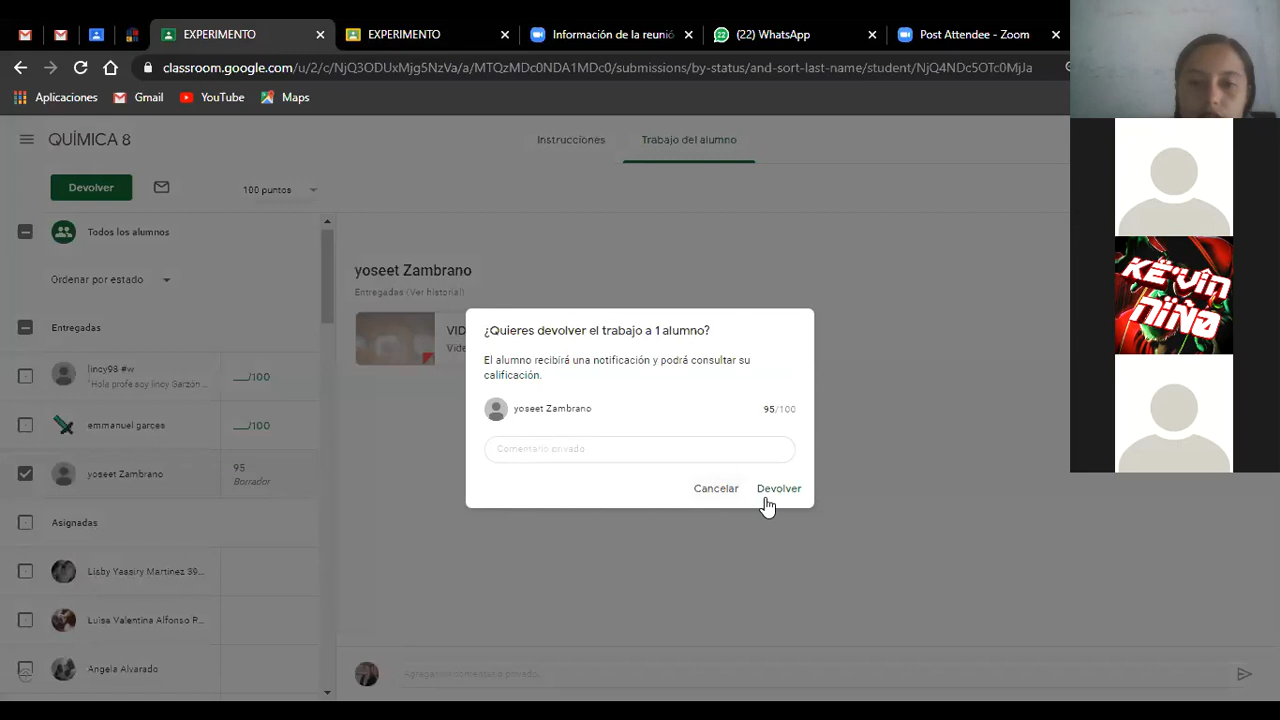 EXPERIMENTO
EXPERIMENTO
Información de la reunió
(22) WhatsApp
Post Attendee - Zoom
classroom.google.com/u/2/c/NjQ3ODUxMjg5NzVa/a/MTQzMDc0NDA1MDc0/submissions/by-status/and-sort-last-name/student/NjQ4NDc5OTc0MjJa
Aplicaciones
Gmail
YouTube
Maps
QUÍMICA 8
Instrucciones
Trabajo del alumno
Devolver
100 puntos
Todos los alumnos
Ordenar por estado
yoseet Zambrano
Entregadas (Ver historial)
Entregadas
VID
¿Quieres devolver el trabajo a 1 alumno?
El alumno recibirá una notificación y podrá consultar su
calificación.
yoseet Zambrano 95/100
Comentario privado
Cancelar Devolver
lincy98 #w ___/100
"Hola profe soy lincy Garzón ...
emmanuel garces ___/100
yoseet Zambrano 95
Borrador
Asignadas
Lisby Yassiry Martinez 39...
Luisa Valentina Alfonso R...
Angela Alvarado
KEVIN
NIÑO